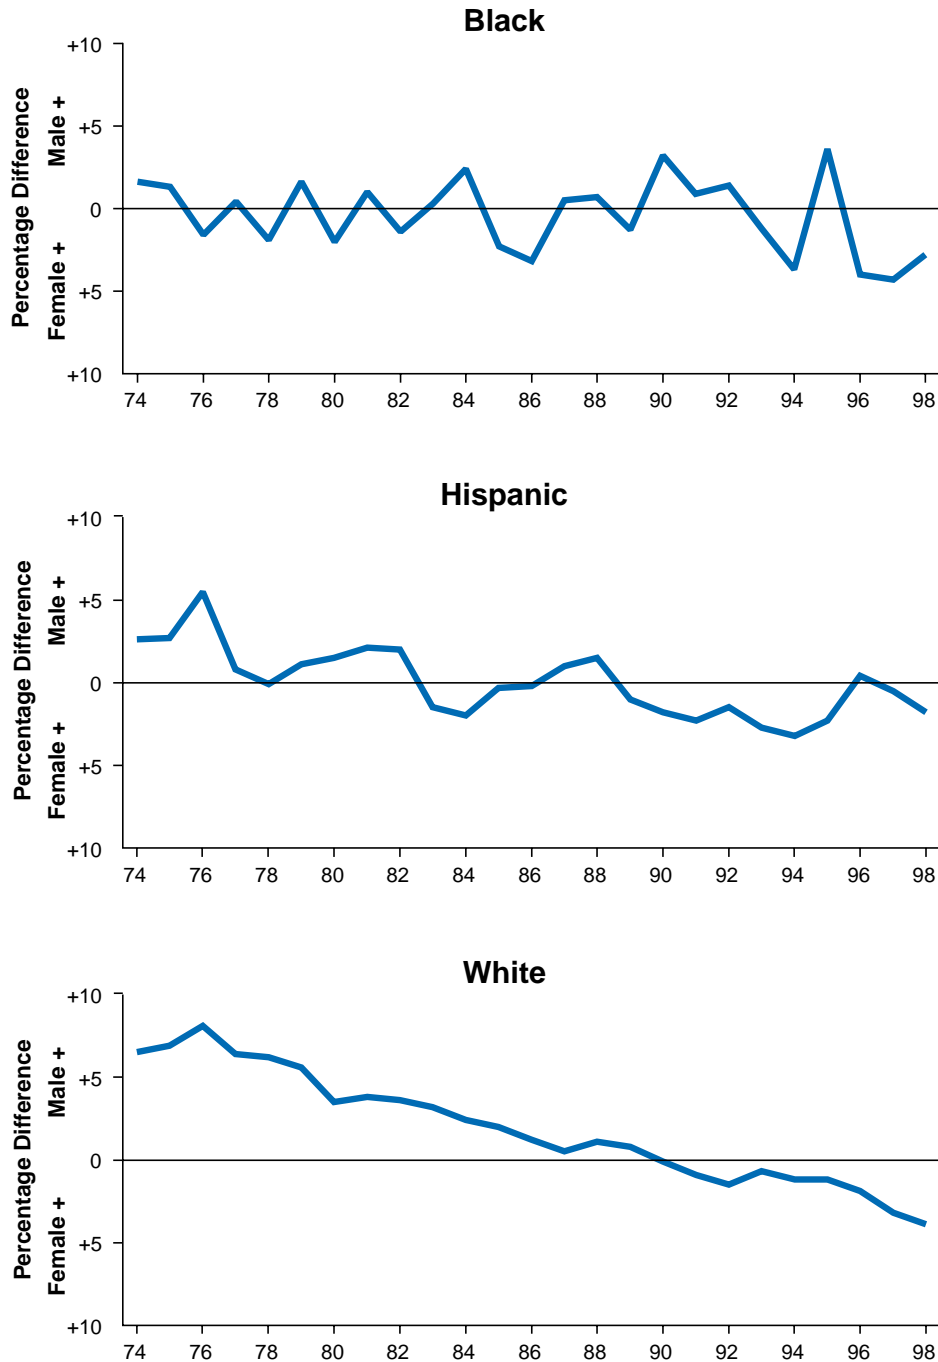 Black
Percentage Difference
Female +   Male +
+10
+5
0
+5
+10
74 76 78 80 82 84 86 88 90 92 94 96 98
Hispanic
Percentage Difference
Female +   Male +
+10
+5
0
+5
+10
74 76 78 80 82 84 86 88 90 92 94 96 98
White
Percentage Difference
Female +   Male +
+10
+5
0
+5
+10
74 76 78 80 82 84 86 88 90 92 94 96 98